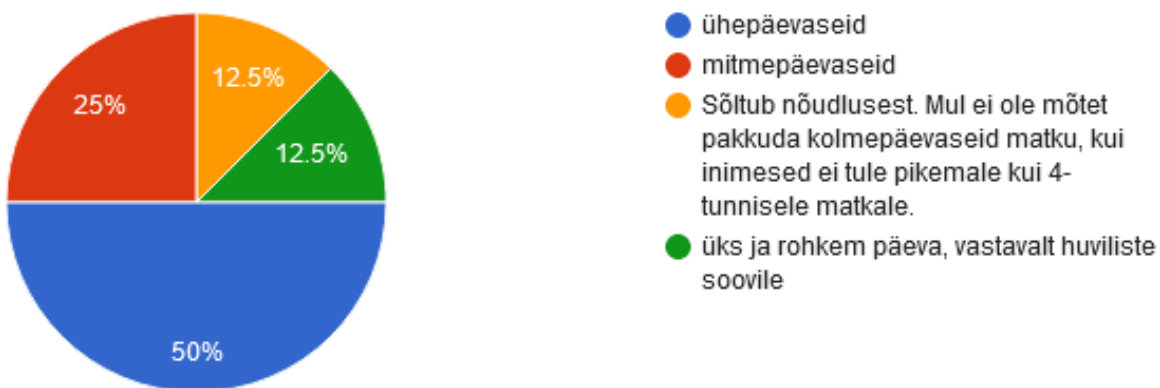 12.5%
25%
12.5%
50%
ühepäevaseid
mitmepäevaseid
Sõltub nõudlusest. Mul ei ole mõtet
pakkuda kolmepäevaseid matku, kui
inimesed ei tule pikemale kui 4-
tunnisele matkale.
üks ja rohkem päeva, vastavalt huviliste
soovile